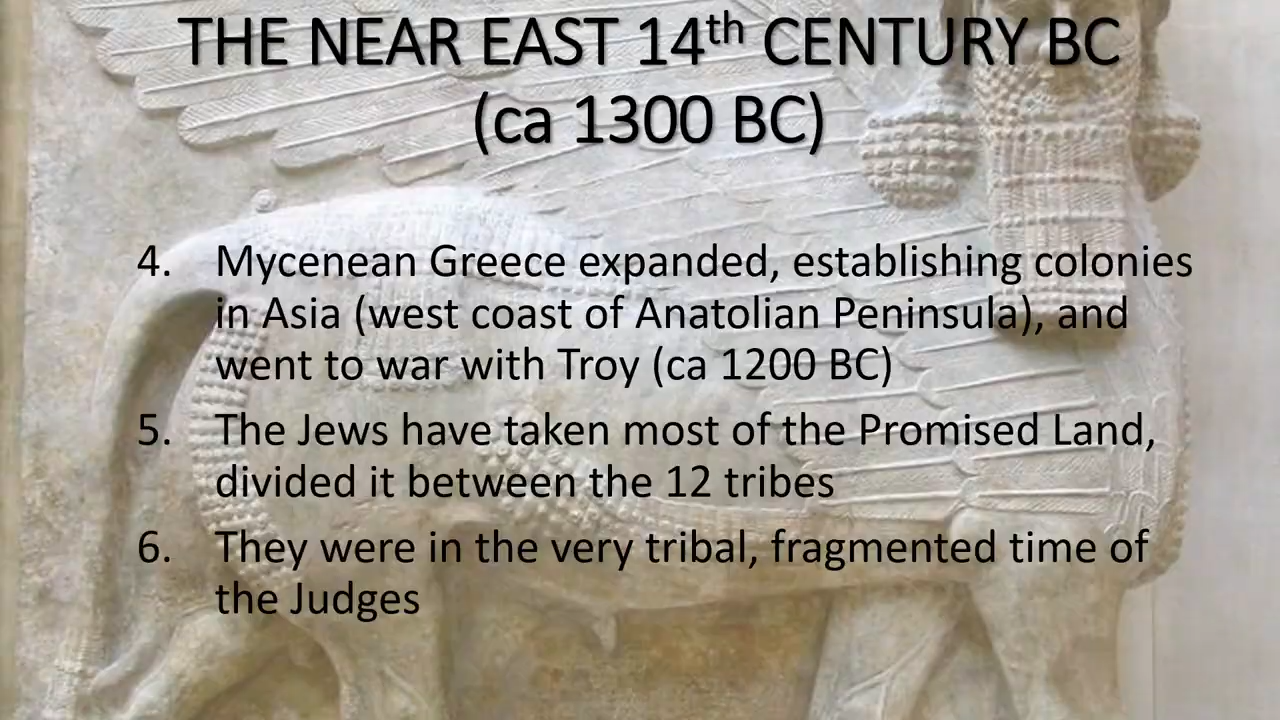 THE NEAR EAST 14th CENTURY BC
(ca 1300 BC)
4. Mycenean Greece expanded, establishing colonies
in Asia (west coast of Anatolian Peninsula), and
went to war with Troy (ca 1200 BC)
5. The Jews have taken most of the Promised Land,
divided it between the 12 tribes
6. They were in the very tribal, fragmented time of
the Judges